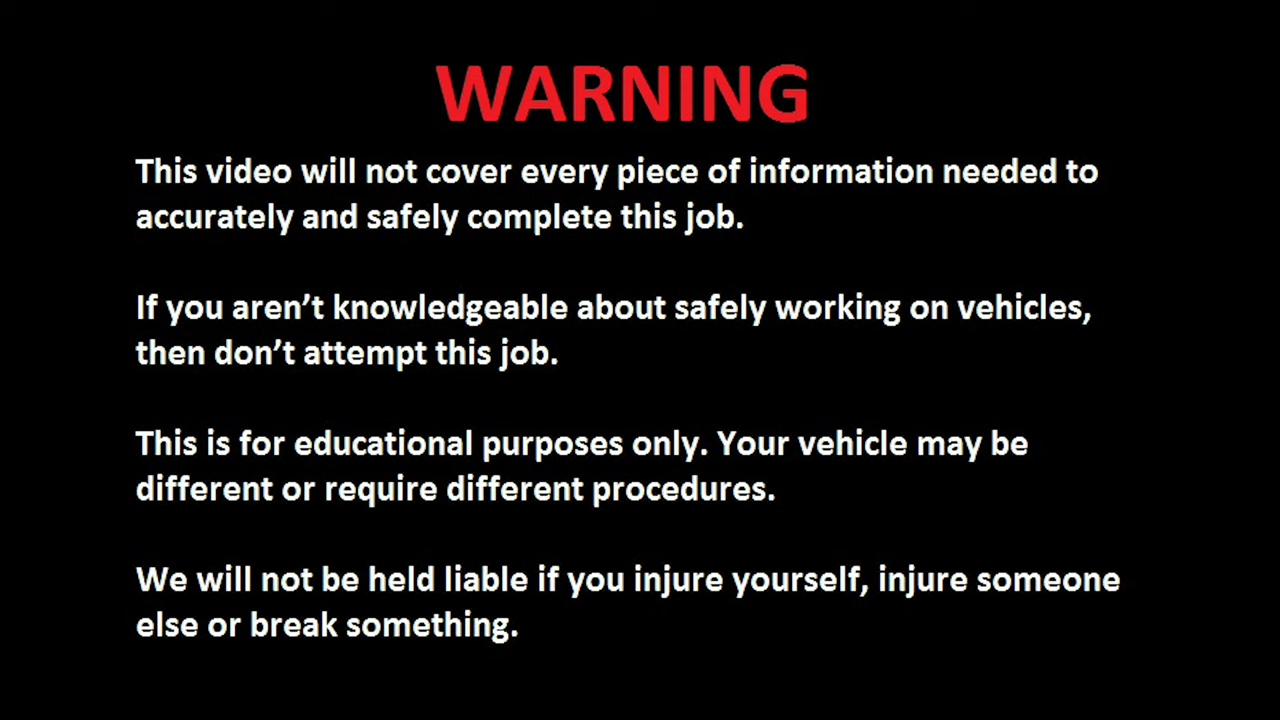 WARNING
This video will not cover every piece of information needed to
accurately and safely complete this job.
If you aren’t knowledgeable about safely working on vehicles,
then don’t attempt this job.
This is for educational purposes only. Your vehicle may be
different or require different procedures.
We will not be held liable if you injure yourself, injure someone
else or break something.